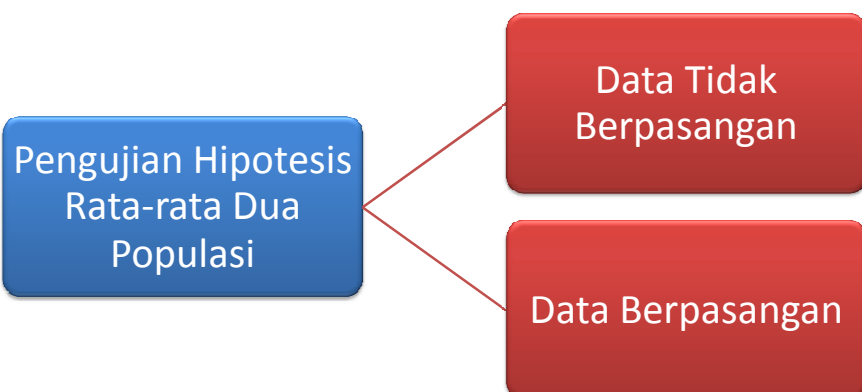 Pengujian Hipotesis
Rata-rata Dua
Populasi
Data Tidak
Berpasangan
Data Berpasangan